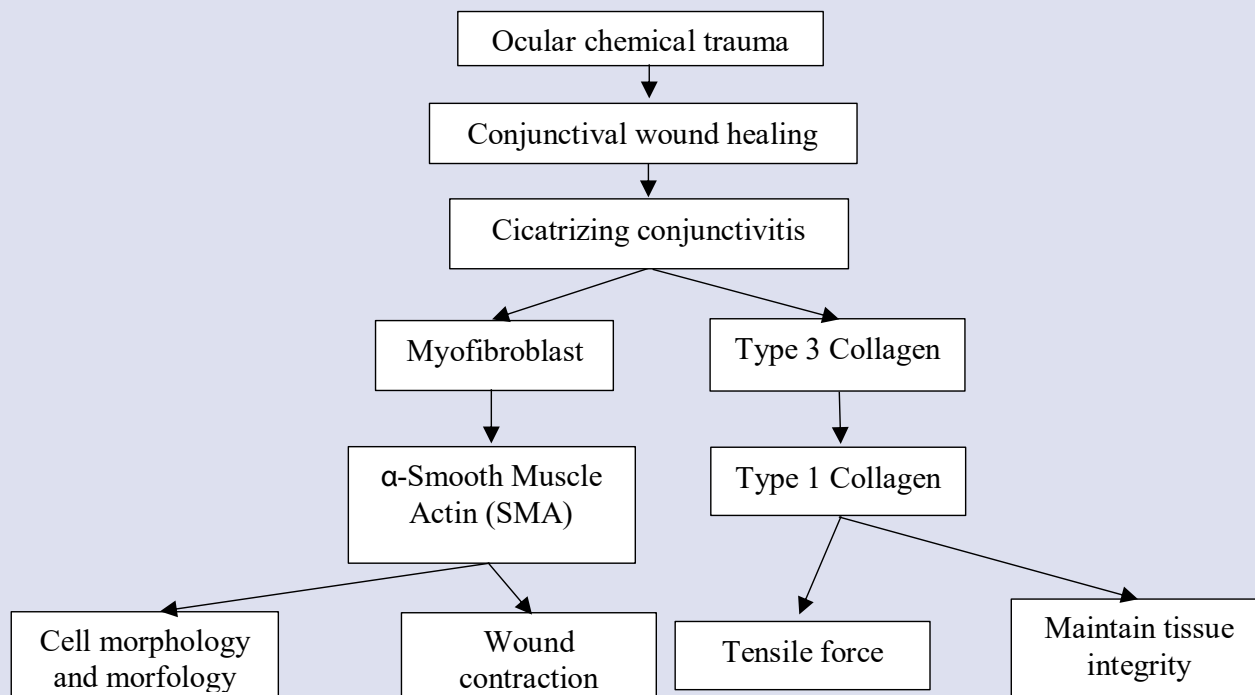 Ocular chemical trauma
Conjunctival wound healing
Cicatrizing conjunctivitis
Myofibroblast
Type 3 Collagen
α-Smooth Muscle
Actin (SMA)
Type 1 Collagen
Cell morphology
and morfology
Wound
contraction
Tensile force
Maintain tissue
integrity